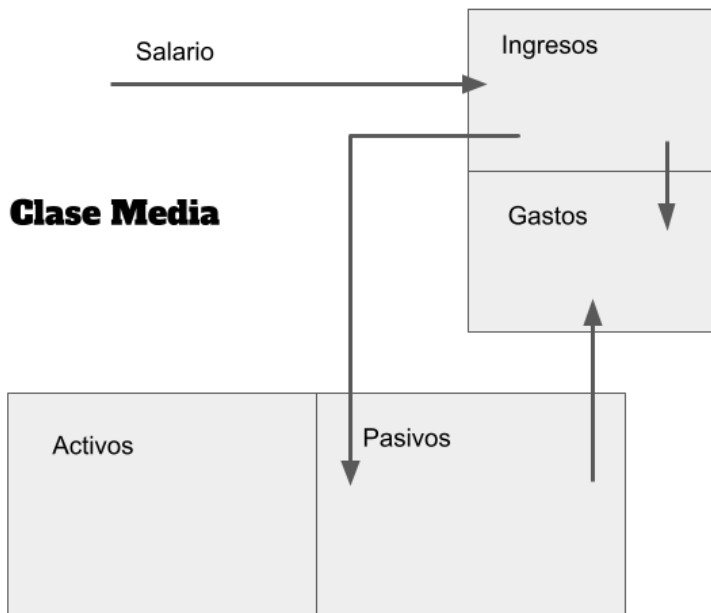 Salario
Ingresos
Clase Media
Gastos
Activos
Pasivos